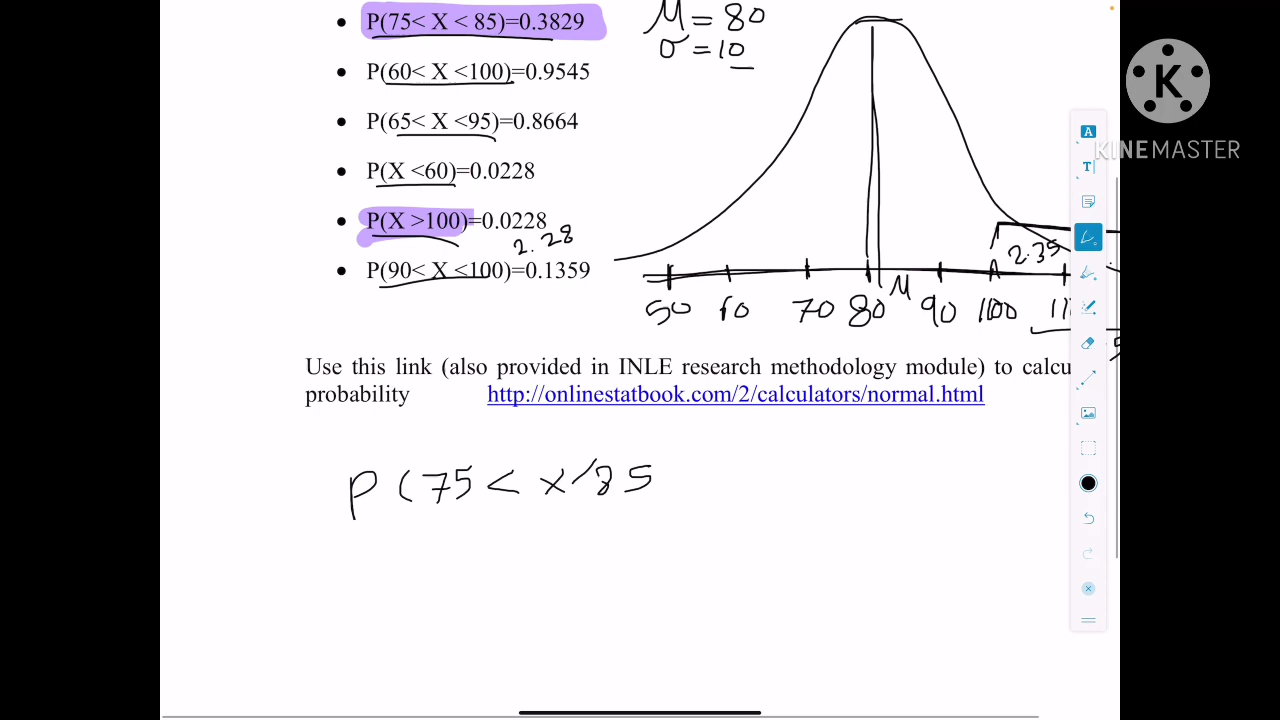 P(75< X < 85)=0.3829
P(60< X <100)=0.9545
P(65< X <95)=0.8664
P(X <60)=0.0228
P(X >100)=0.0228
2.28
P(90< X <100)=0.1359
M = 80
σ = 10
2.35
M
50 60 70 80 90 100 11
Use this link (also provided in INLE research methodology module) to calcu
probability http://onlinestatbook.com/2/calculators/normal.html
P (75 < x 85
A
T
K
KINEMASTER